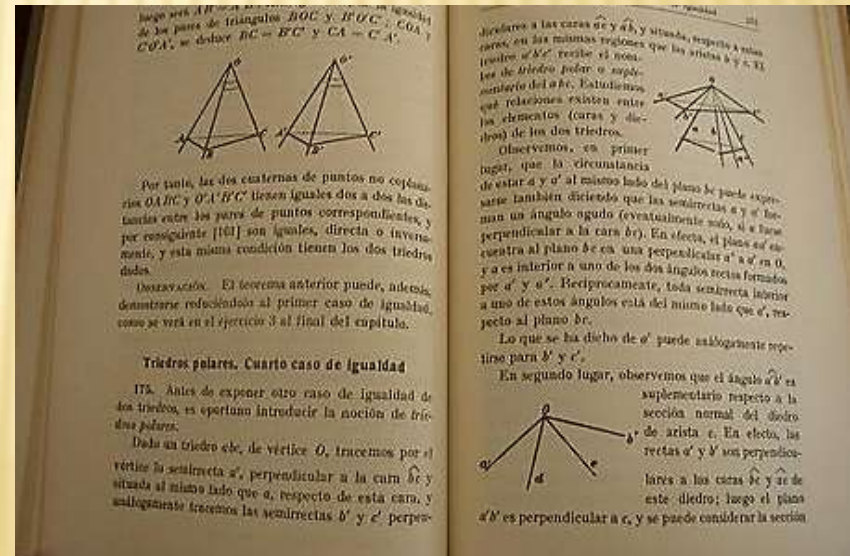 luego será
de los pares de triángulos BOC y B'O'C', COA y
C'O'A', se deduce BC = B'C' y CA = C'A'.
O
O'
A
B
C
A'
B'
C'
Por tanto, las dos cuaternas de puntos no coplana-
rios OABC y O'A'B'C' tienen iguales dos a dos las dis-
tancias entre los pares de puntos correspondientes, y
por consiguiente [161] son iguales, directa o inversa-
mente, y esta misma condición tienen los dos triedros
dados.
OBSERVACIÓN. El teorema anterior puede, además,
demostrarse reduciéndolo al primer caso de igualdad,
como se verá en el ejercicio 3 al final del capítulo.
Triedros polares. Cuarto caso de igualdad
175. Antes de exponer otro caso de igualdad de
dos triedros, es oportuno introducir la noción de trie-
dros polares.
Dado un triedro abc, de vértice O, tracemos por el
vértice la semirrecta a', perpendicular a la cara bc y
situada al mismo lado que a, respecto de esta cara, y
análogamente tracemos las semirrectas b' y c' perpen-
diculares a las caras ac y ab, y situadas, respecto a estas
caras, en las mismas regiones que las aristas b y c. El
triedro a'b'c' recibe el nom-
bre de triedro polar o suple-
mentario del abc. Estudiemos
qué relaciones existen entre
los elementos (caras y die-
dros) de los dos triedros.
Observemos, en primer
lugar, que la circunstancia
de estar a y a' al mismo lado del plano bc puede expre-
sarse también diciendo que las semirrectas a y a' for-
man un ángulo agudo (eventualmente nulo, si a fuese
perpendicular a la cara bc). En efecto, el plano aa' en-
cuentra al plano bc en una perpendicular a'' a a' en O,
y a es interior a uno de los dos ángulos rectos formados
por a' y a''. Recíprocamente, toda semirrecta interior
a uno de estos ángulos está del mismo lado que a', res-
pecto al plano bc.
Lo que se ha dicho de a' puede análogamente repe-
tirse para b' y c'.
En segundo lugar, observemos que el ángulo a'b' es
suplementario respecto a la
sección normal del diedro
de arista c. En efecto, las
rectas a' y b' son perpendicu-
lares a las caras bc y ac de
este diedro; luego el plano
a'b' es perpendicular a c, y se puede considerar la sección
O
b'